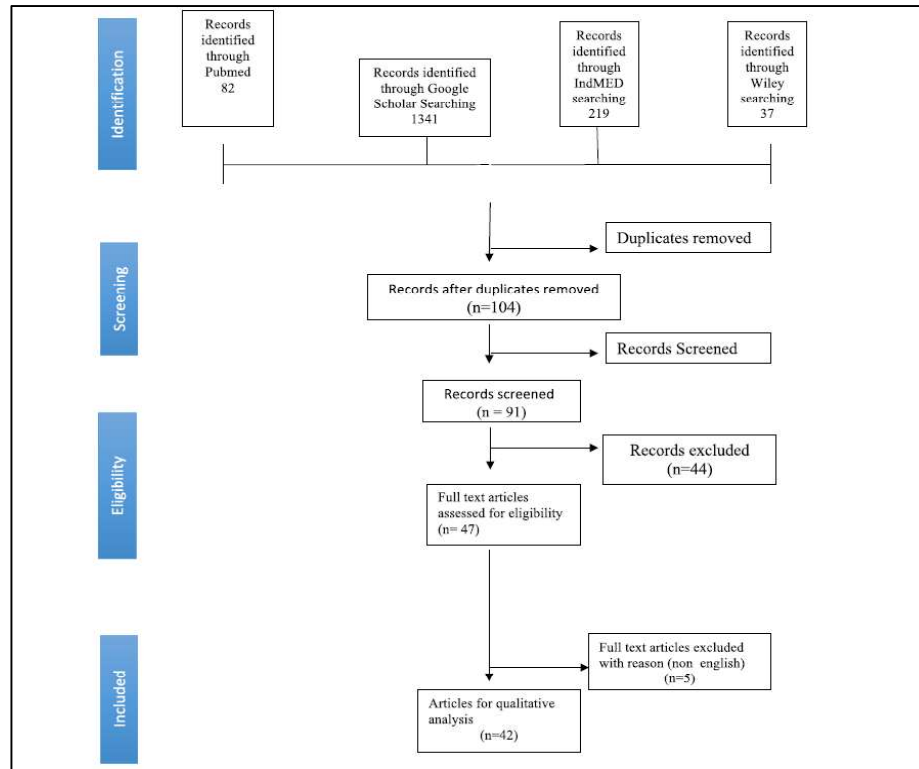 Identification
Records
identified
through
Pubmed
82
Records identified
through Google
Scholar Searching
1341
Records
identified
through
IndMED
searching
219
Records
identified
through
Wiley
searching
37
Screening
Duplicates removed
Records after duplicates removed
(n=104)
Records Screened
Eligibility
Records screened
(n = 91)
Records excluded
(n=44)
Full text articles
assessed for eligibility
(n= 47)
Included
Full text articles excluded
with reason (non english)
(n=5)
Articles for qualitative
analysis
(n=42)